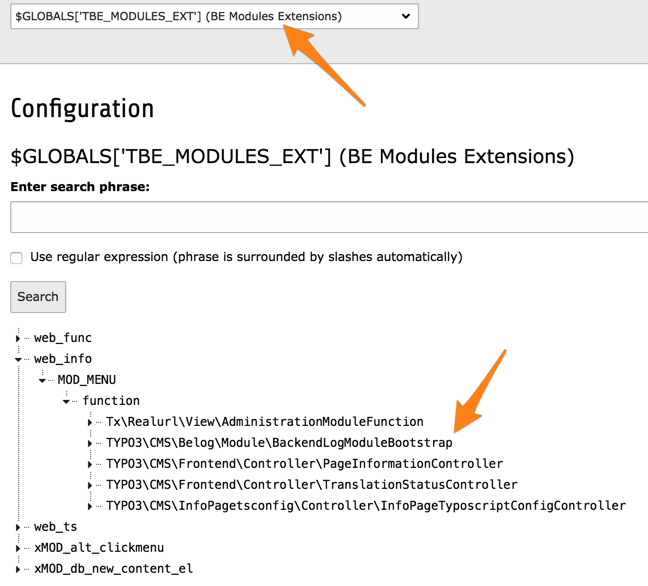 $GLOBALS['TBE_MODULES_EXT'] (BE Modules Extensions)
Configuration
$GLOBALS['TBE_MODULES_EXT'] (BE Modules Extensions)
Enter search phrase:
Use regular expression (phrase is surrounded by slashes automatically)
Search
web_func
web_info
MOD_MENU
function
Tx\Realurl\View\AdministrationModuleFunction
TYPO3\CMS\Belog\Module\BackendLogModuleBootstrap
TYPO3\CMS\Frontend\Controller\PageInformationController
TYPO3\CMS\Frontend\Controller\TranslationStatusController
TYPO3\CMS\InfoPagetsconfig\Controller\InfoPageTyposcriptConfigController
web_ts
xMOD_alt_clickmenu
xMOD_db_new_content_el